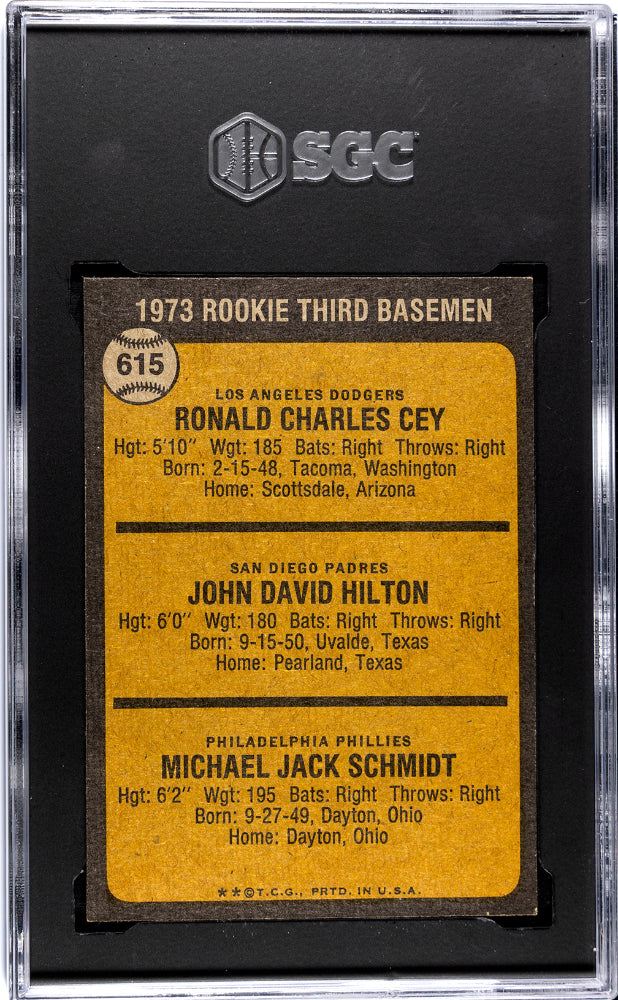 SGC
1973 ROOKIE THIRD BASEMEN
615
LOS ANGELES DODGERS
RONALD CHARLES CEY
Hgt: 5'10" Wgt: 185 Bats: Right Throws: Right
Born: 2-15-48, Tacoma, Washington
Home: Scottsdale, Arizona
SAN DIEGO PADRES
JOHN DAVID HILTON
Hgt: 6'0" Wgt: 180 Bats: Right Throws: Right
Born: 9-15-50, Uvalde, Texas
Home: Pearland, Texas
PHILADELPHIA PHILLIES
MICHAEL JACK SCHMIDT
Hgt: 6'2" Wgt: 195 Bats: Right Throws: Right
Born: 9-27-49, Dayton, Ohio
Home: Dayton, Ohio
**©T.C.G., PRTD. IN U.S.A.